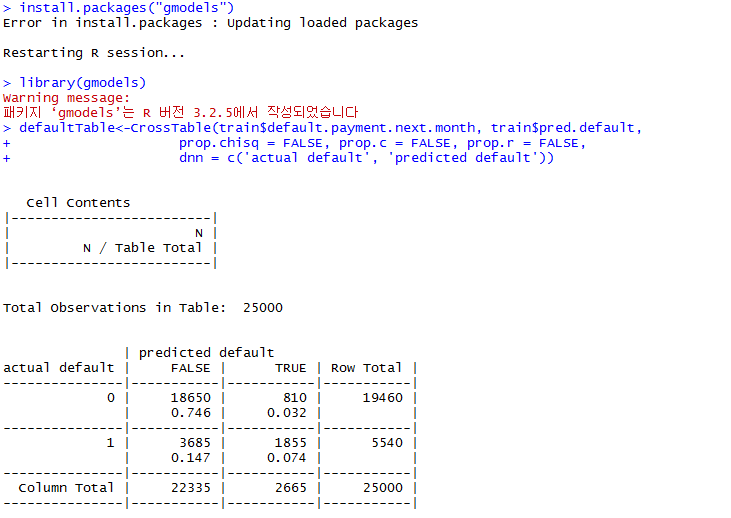 > install.packages("gmodels")
Error in install.packages : Updating loaded packages

Restarting R session...

> library(gmodels)
Warning message:
패키지 ‘gmodels’는 R 버전 3.2.5에서 작성되었습니다
> defaultTable<-CrossTable(train$default.payment.next.month, train$pred.default,
+                     prop.chisq = FALSE, prop.c = FALSE, prop.r = FALSE,
+                     dnn = c('actual default', 'predicted default'))


   Cell Contents
|-------------------------|
|                       N |
|         N / Table Total |
|-------------------------|


Total Observations in Table:  25000


               | predicted default
actual default |     FALSE |      TRUE | Row Total |
---------------|-----------|-----------|-----------|
             0 |     18650 |       810 |     19460 |
               |     0.746 |     0.032 |           |
---------------|-----------|-----------|-----------|
             1 |      3685 |      1855 |      5540 |
               |     0.147 |     0.074 |           |
---------------|-----------|-----------|-----------|
  Column Total |     22335 |      2665 |     25000 |
---------------|-----------|-----------|-----------|